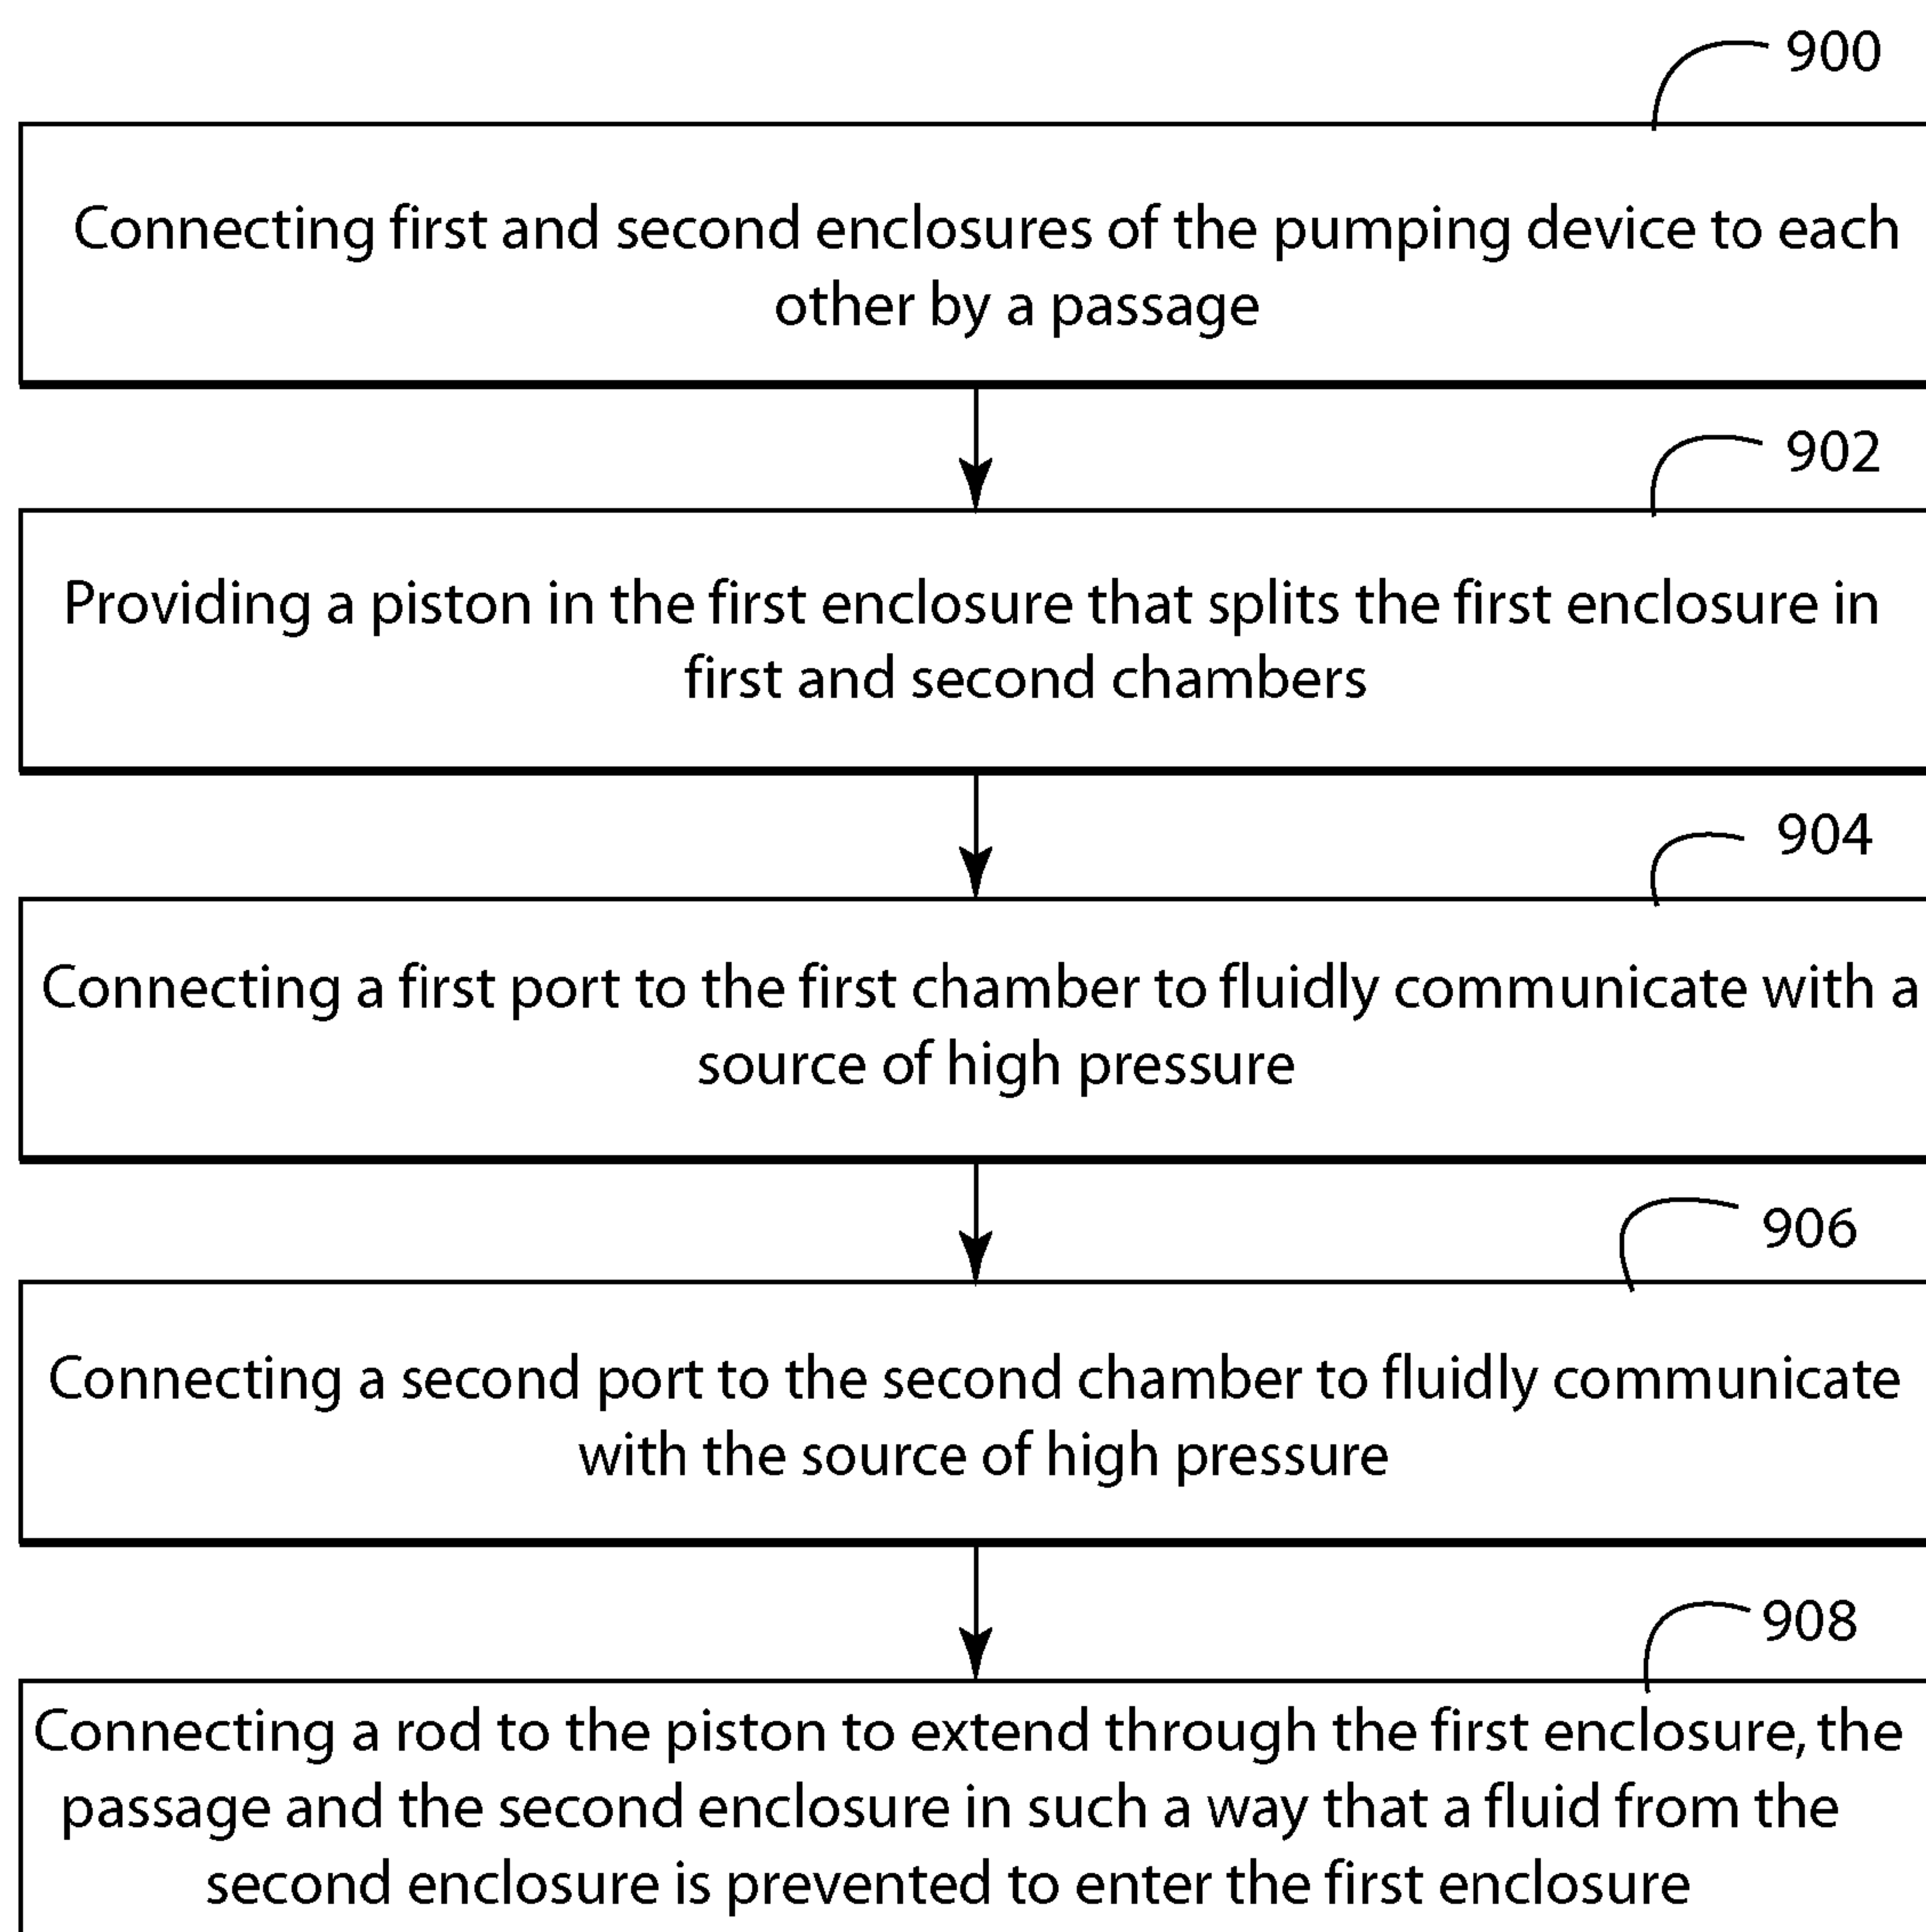 900
Connecting first and second enclosures of the pumping device to each
other by a passage
902
Providing a piston in the first enclosure that splits the first enclosure in
first and second chambers
904
Connecting a first port to the first chamber to fluidly communicate with a
source of high pressure
906
Connecting a second port to the second chamber to fluidly communicate
with the source of high pressure
908
Connecting a rod to the piston to extend through the first enclosure, the
passage and the second enclosure in such a way that a fluid from the
second enclosure is prevented to enter the first enclosure